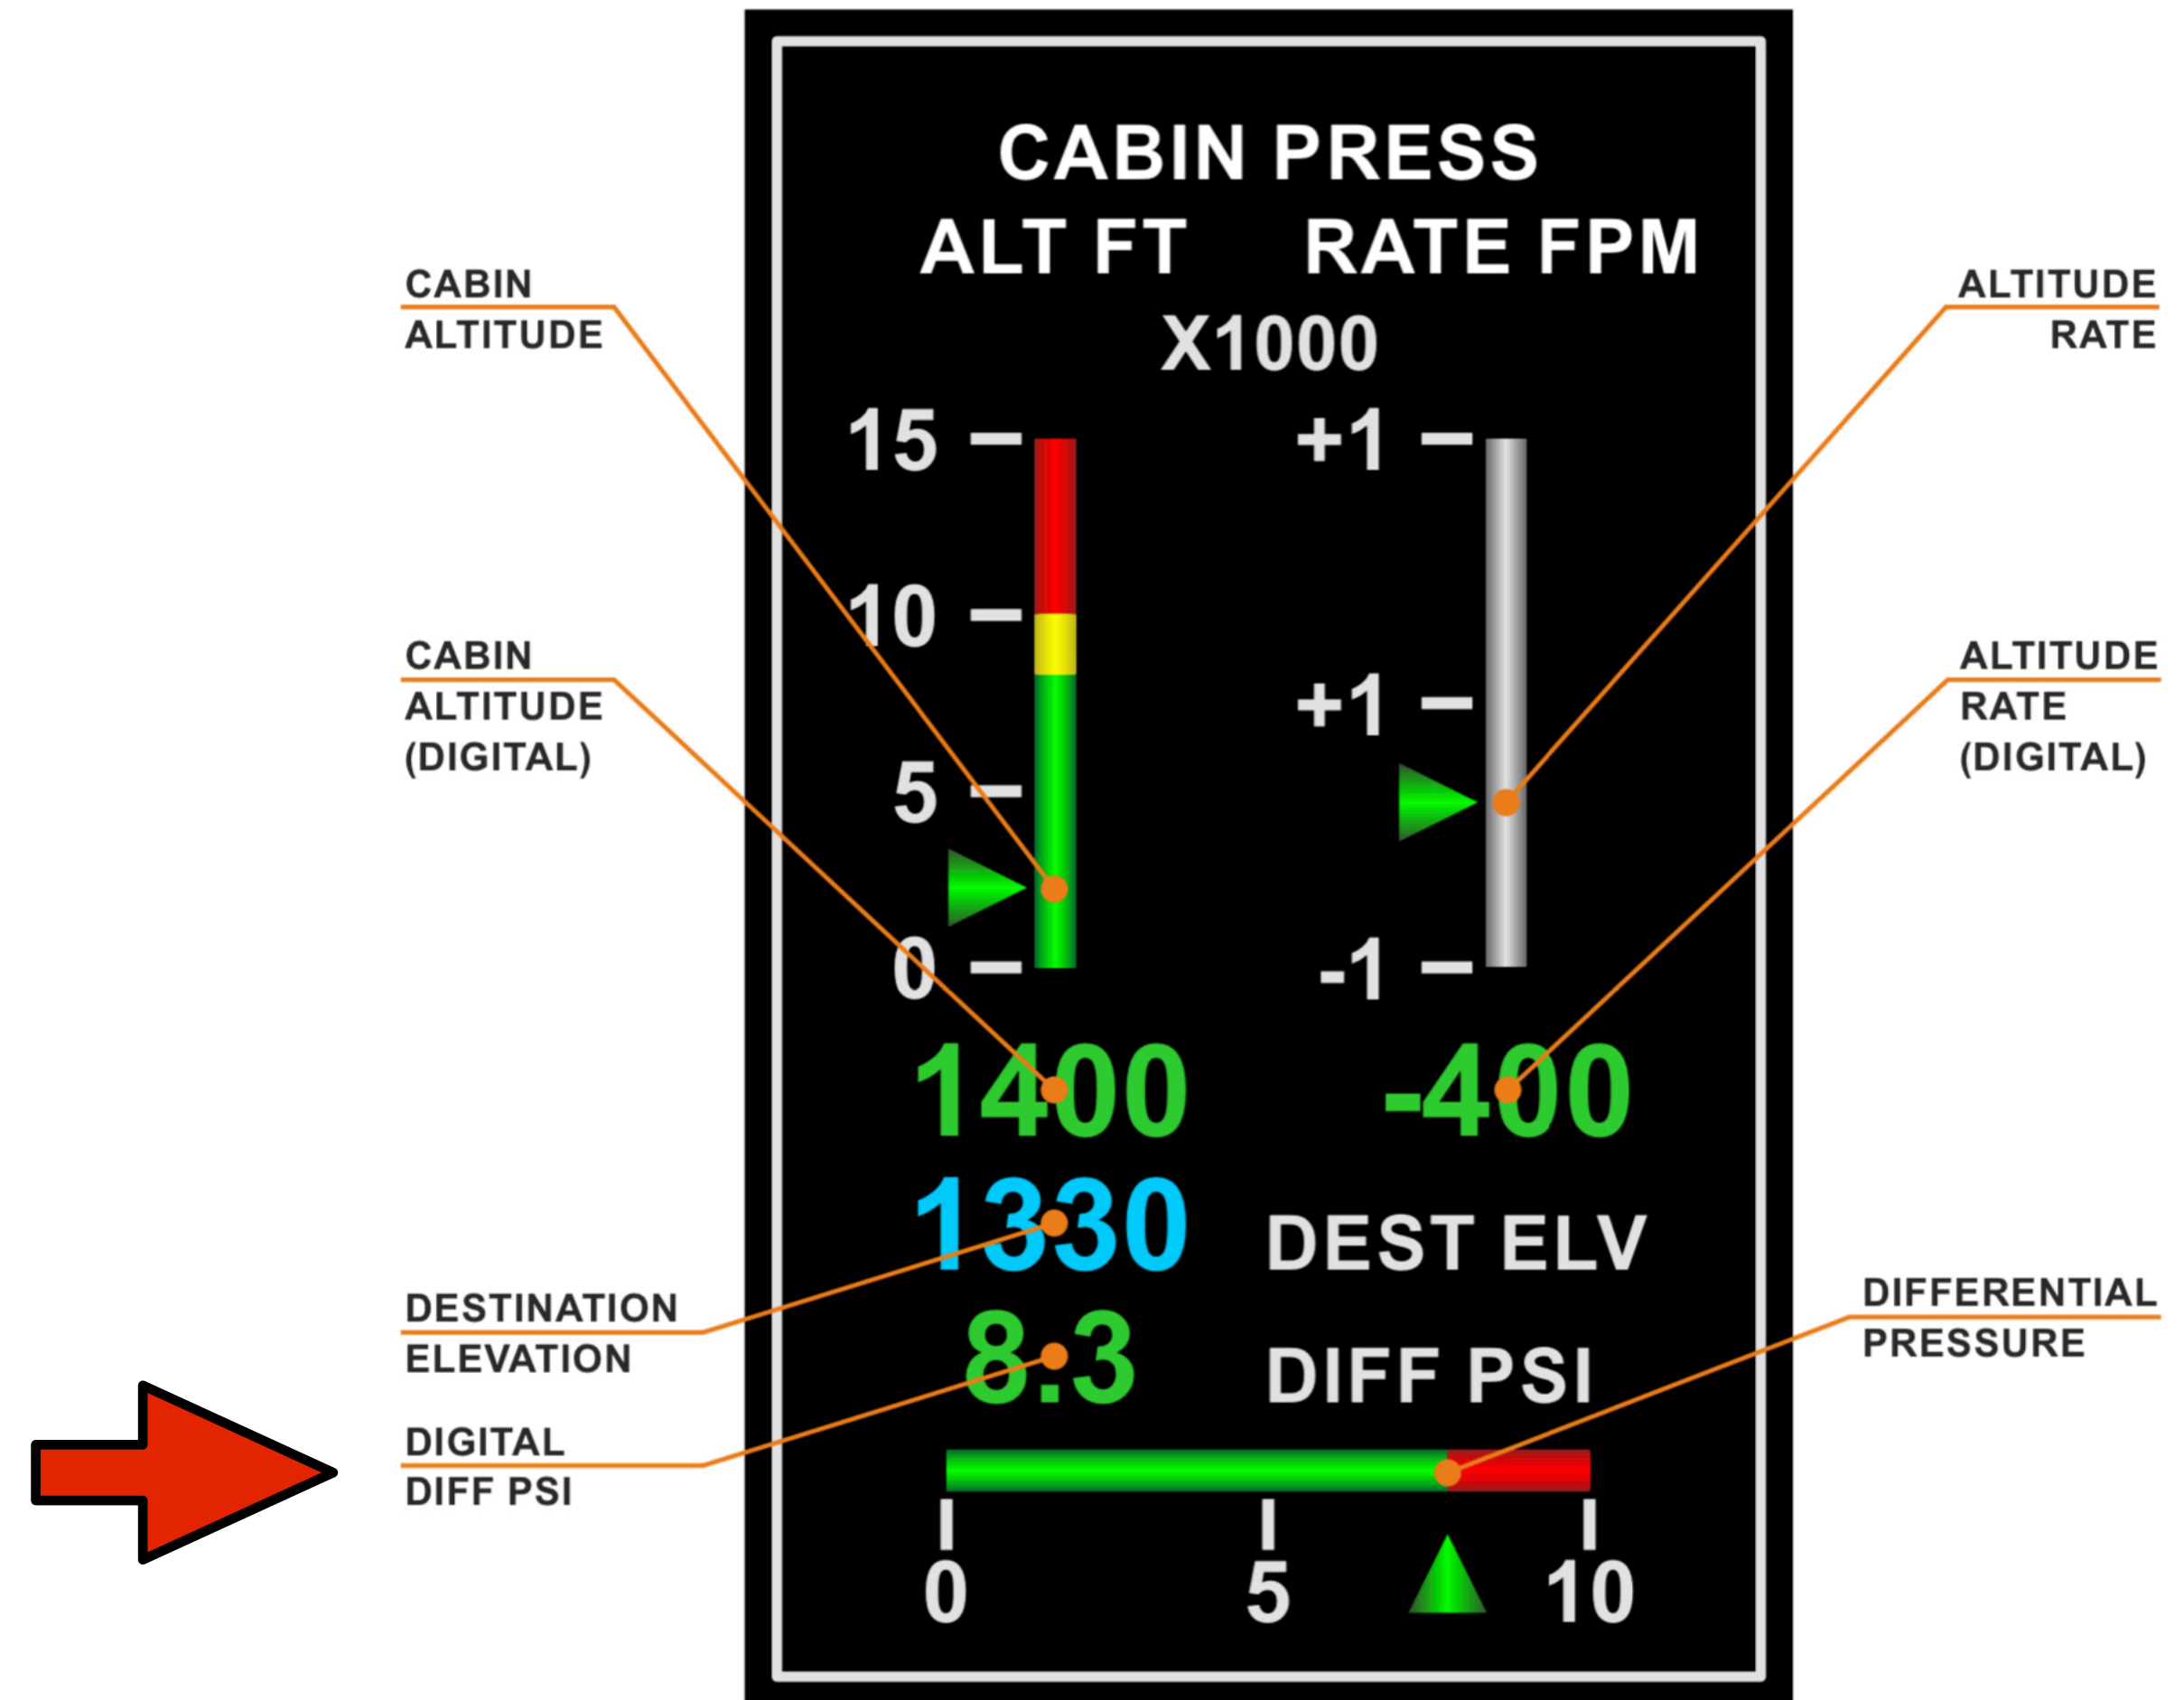 CABIN PRESS
ALT FT RATE FPM
X1000
CABIN
ALTITUDE
ALTITUDE
RATE
15
10
5
0
+1
+1
-1
CABIN
ALTITUDE
(DIGITAL)
ALTITUDE
RATE
(DIGITAL)
1400 -400
1330 DEST ELV
8.3 DIFF PSI
DESTINATION
ELEVATION
DIFFERENTIAL
PRESSURE
DIGITAL
DIFF PSI
0 5 10